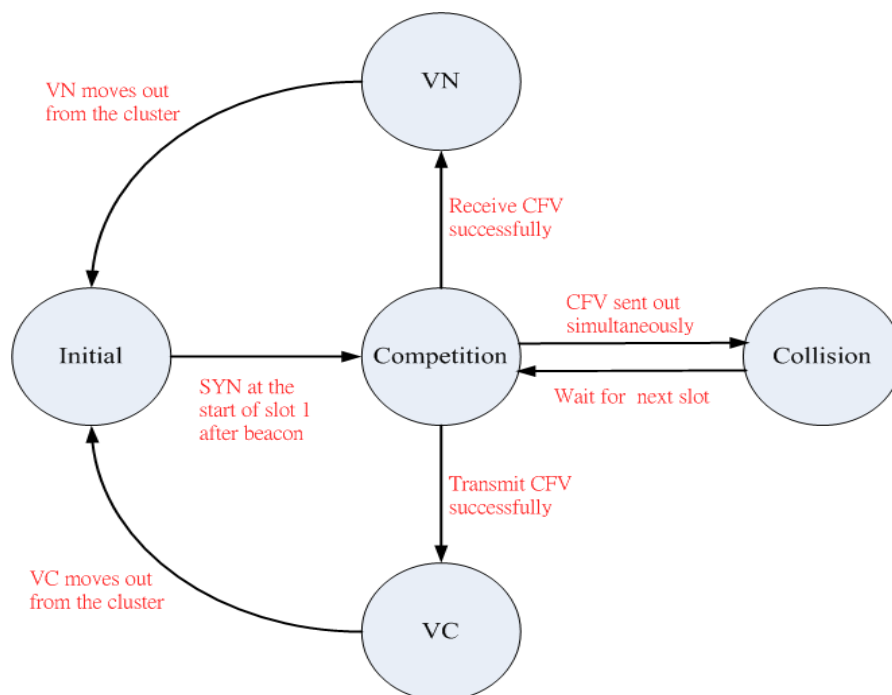 VN
VN moves out
from the cluster
Receive CFV
successfully
Initial
SYN at the
start of slot 1
after beacon
Competition
CFV sent out
simultaneously
Wait for next slot
Collision
Transmit CFV
successfully
VC moves out
from the cluster
VC